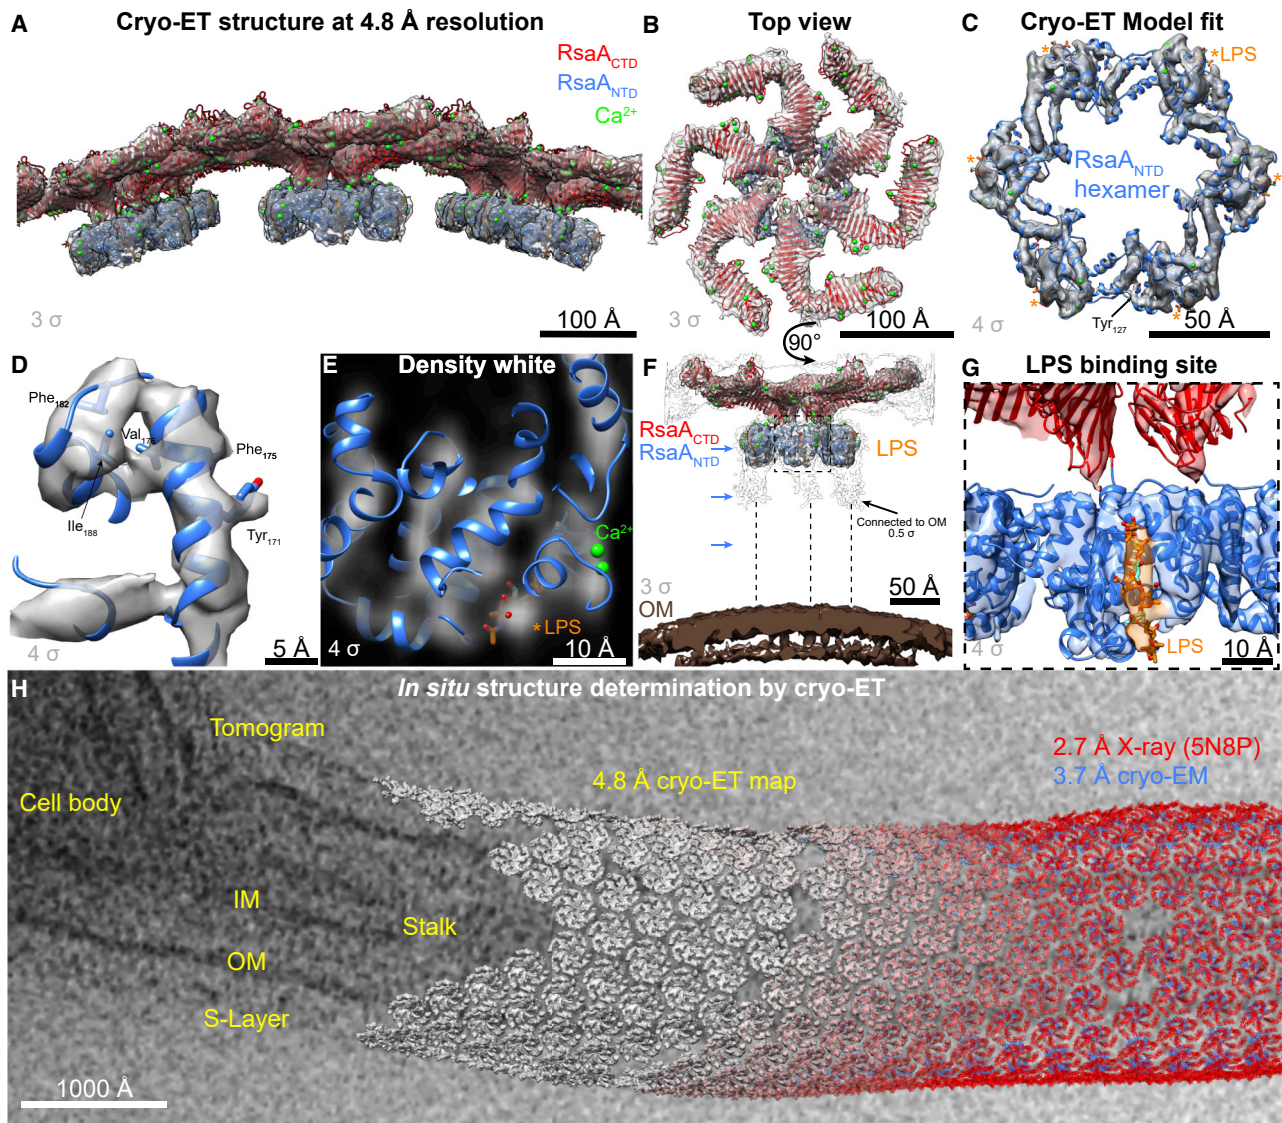 A
Cryo-ET structure at 4.8 Å resolution
RsaA_CTD
RsaA_NTD
Ca²⁺
3 σ
100 Å
B
Top view
3 σ
90°
100 Å
C
Cryo-ET Model fit
*
*LPS
*
*
*
*
RsaA_NTD
hexamer
Tyr₁₂₇
4 σ
50 Å
D
Phe₁₈₂
Val₁₇₆
Phe₁₇₅
Ile₁₈₈
Tyr₁₇₁
4 σ
5 Å
E
Density white
Ca²⁺
*LPS
4 σ
10 Å
F
RsaA_CTD
RsaA_NTD
LPS
Connected to OM
0.5 σ
3 σ
OM
50 Å
G
LPS binding site
LPS
4 σ
10 Å
H
In situ structure determination by cryo-ET
Tomogram
Cell body
4.8 Å cryo-ET map
2.7 Å X-ray (5N8P)
3.7 Å cryo-EM
IM
Stalk
OM
S-Layer
1000 Å